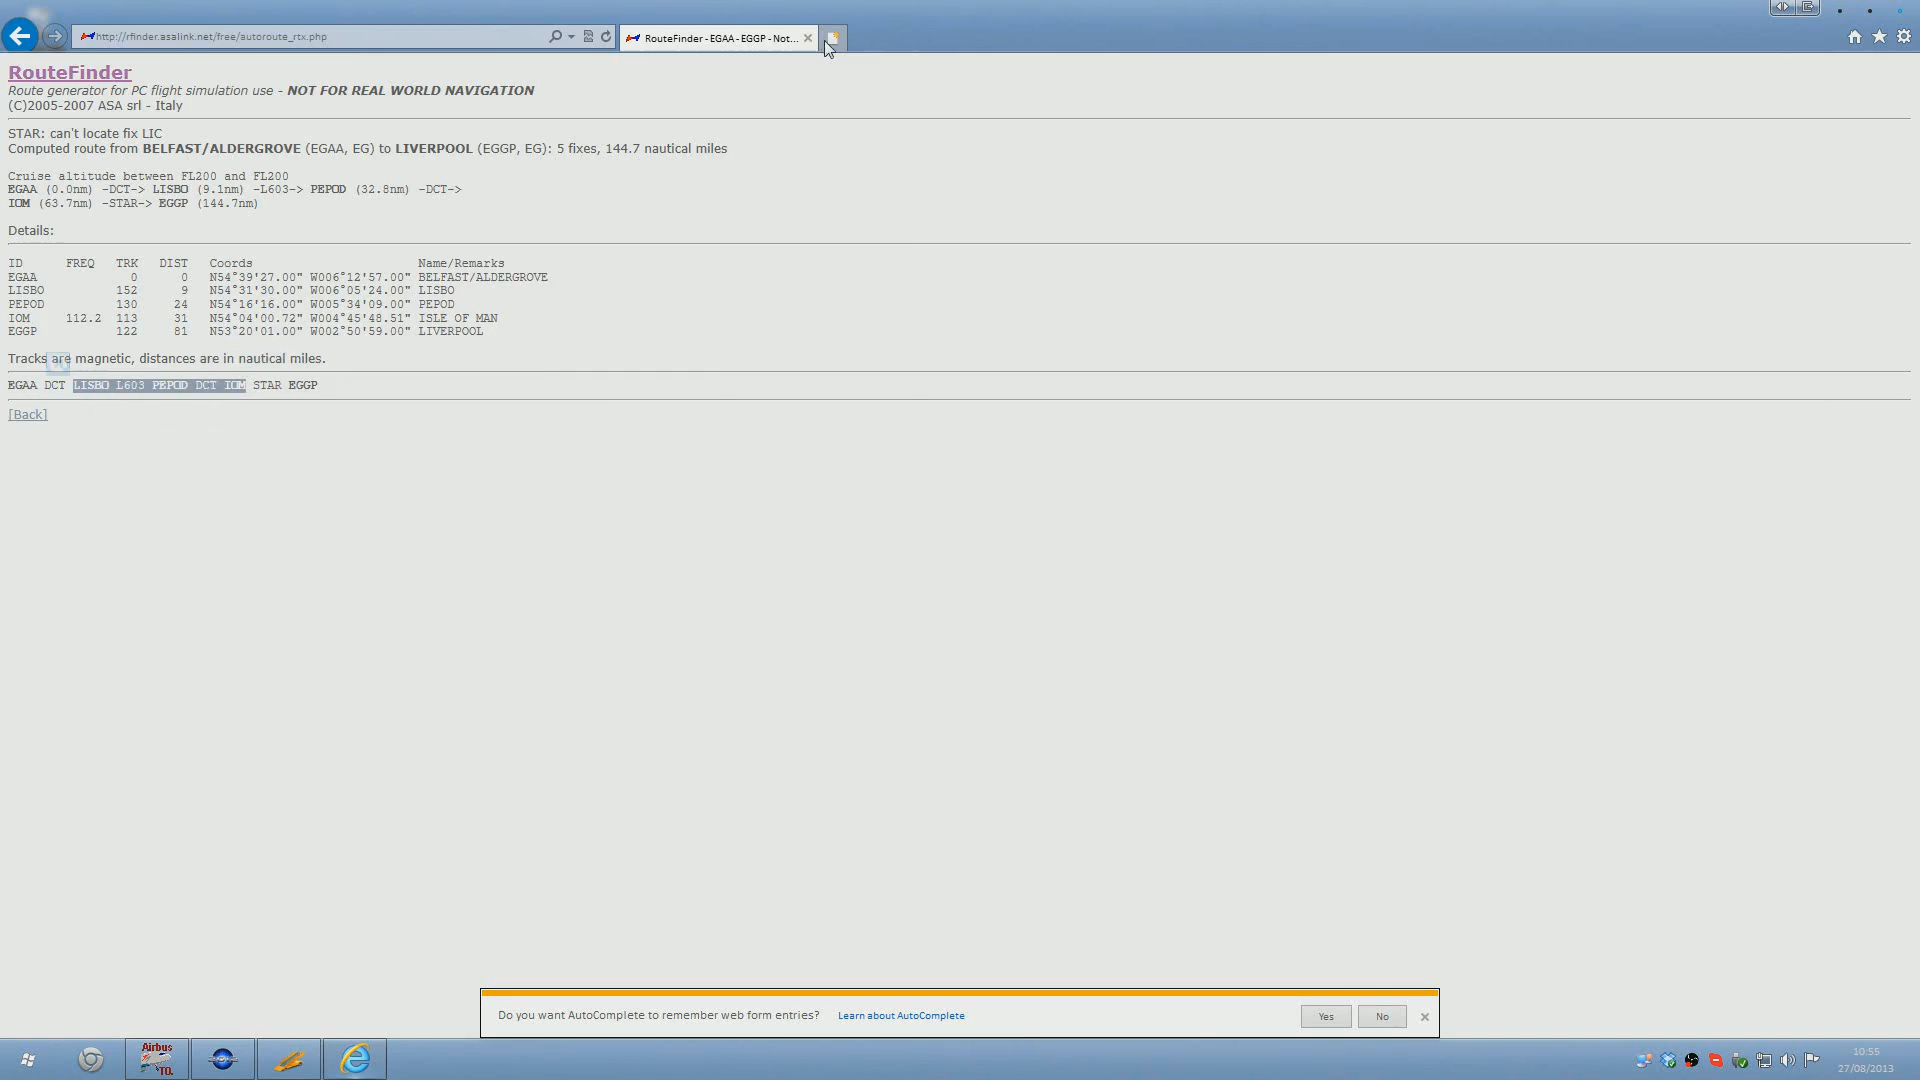 http://rfinder.asalink.net/free/autoroute_rtx.php
RouteFinder - EGAA - EGGP - Not...
RouteFinder
Route generator for PC flight simulation use - NOT FOR REAL WORLD NAVIGATION
(C)2005-2007 ASA srl - Italy
STAR: can't locate fix LIC
Computed route from BELFAST/ALDERGROVE (EGAA, EG) to LIVERPOOL (EGGP, EG): 5 fixes, 144.7 nautical miles
Cruise altitude between FL200 and FL200
EGAA (0.0nm) -DCT-> LISBO (9.1nm) -L603-> PEPOD (32.8nm) -DCT->
IOM (63.7nm) -STAR-> EGGP (144.7nm)
Details:
ID FREQ TRK DIST Coords Name/Remarks
EGAA 0 0 N54°39'27.00" W006°12'57.00" BELFAST/ALDERGROVE
LISBO 152 9 N54°31'30.00" W006°05'24.00" LISBO
PEPOD 130 24 N54°16'16.00" W005°34'09.00" PEPOD
IOM 112.2 113 31 N54°04'00.72" W004°45'48.51" ISLE OF MAN
EGGP 122 81 N53°20'01.00" W002°50'59.00" LIVERPOOL
Tracks are magnetic, distances are in nautical miles.
EGAA DCT LISBO L603 PEPOD DCT IOM STAR EGGP
[Back]
Do you want AutoComplete to remember web form entries? Learn about AutoComplete Yes No
Airbus
TO.
10:55
27/08/2013